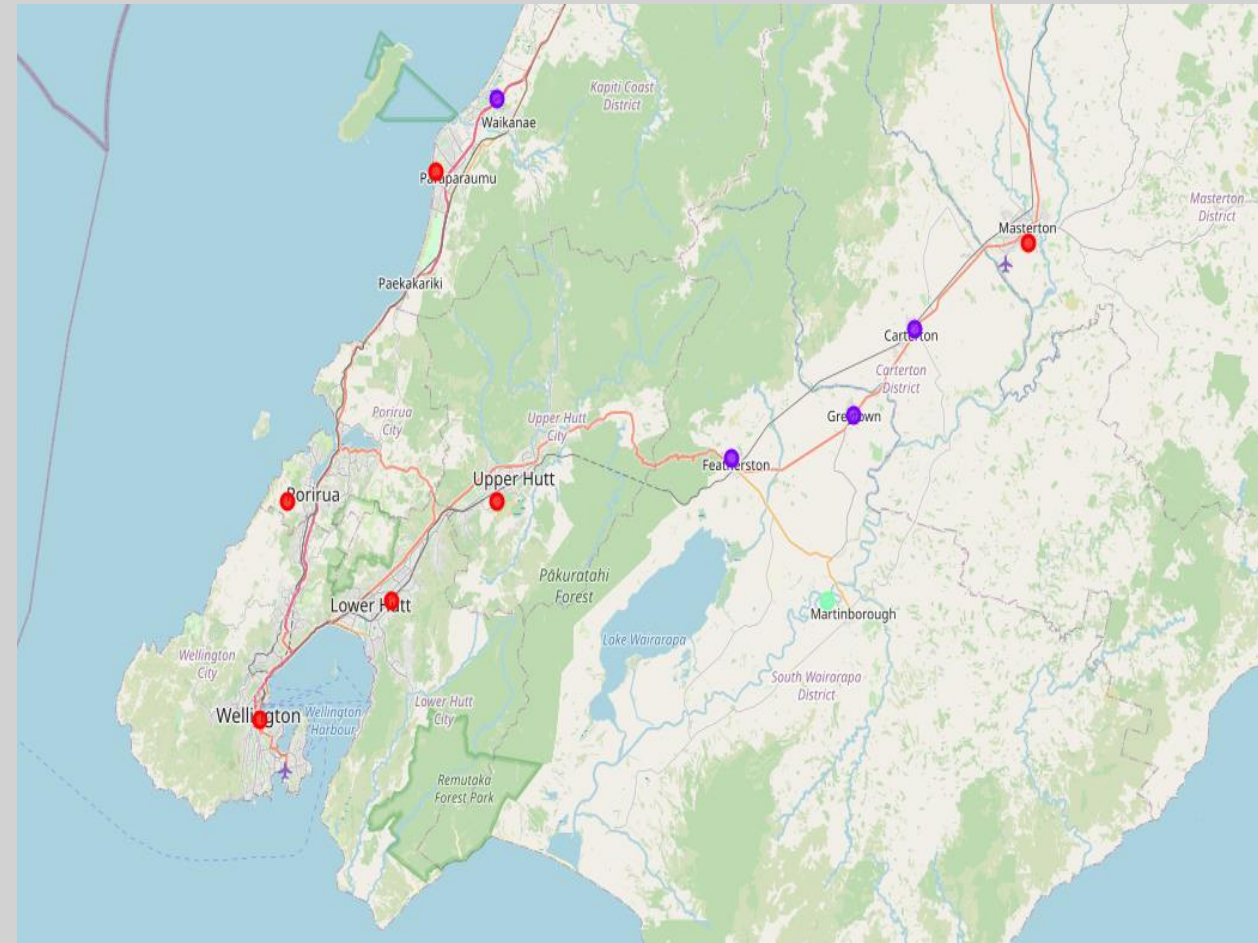 Kapiti Coast
District
Waikanae
Paraparaumu
Masterton
District
Masterton
Paekakariki
Carterton
Carterton
District
Porirua
City
Upper Hutt
City
Greytown
Featherston
Upper Hutt
Porirua
Pākuratahi
Forest
Lower Hutt
Martinborough
Lake Wairarapa
Wellington
City
South Wairarapa
District
Lower Hutt
City
Wellington
Wellington
Harbour
Remutaka
Forest Park